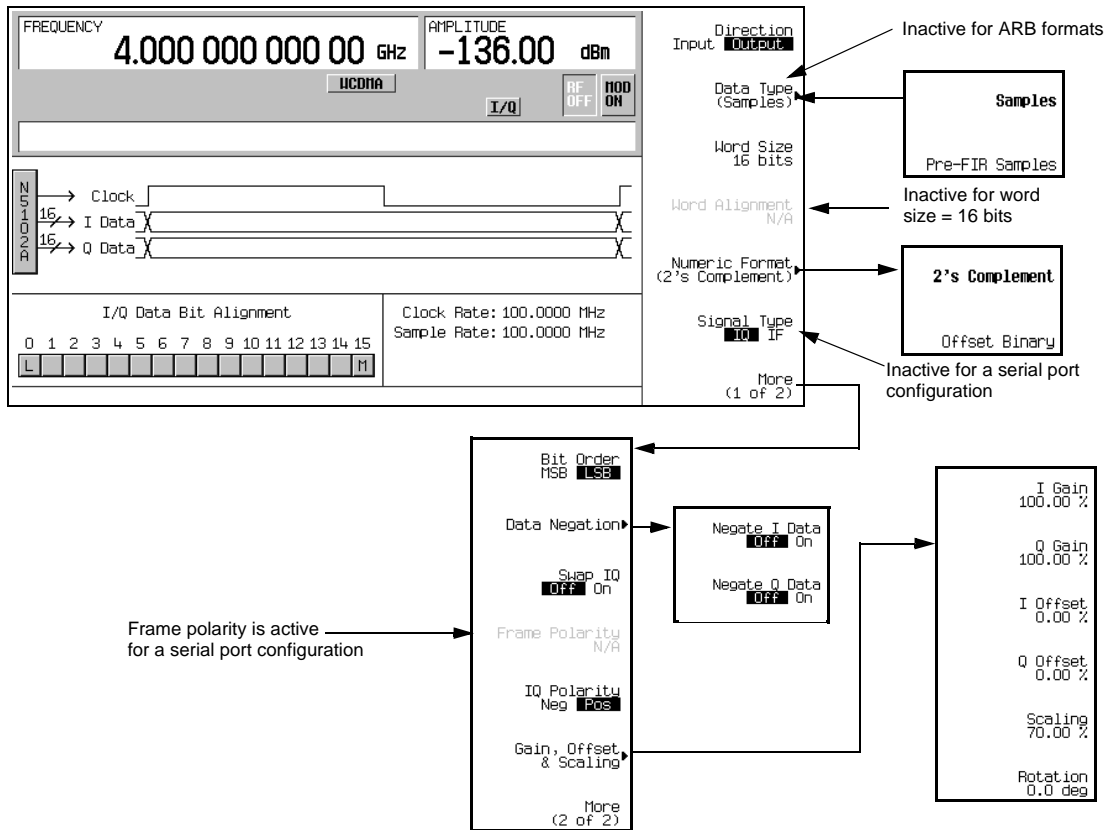 FREQUENCY
4.000 000 000 00 GHz
AMPLITUDE
-136.00 dBm
WCDMA
I/Q
RF OFF
MOD ON
N5102A
Clock
16 I Data
16 Q Data
I/Q Data Bit Alignment
0 1 2 3 4 5 6 7 8 9 10 11 12 13 14 15
L M
Clock Rate: 100.0000 MHz
Sample Rate: 100.0000 MHz
Direction
Input Output
Data Type
(Samples)
Word Size
16 bits
Word Alignment
N/A
Numeric Format
(2's Complement)
Signal Type
IQ IF
More
(1 of 2)
Inactive for ARB formats
Samples
Pre-FIR Samples
Inactive for word
size = 16 bits
2's Complement
Offset Binary
Inactive for a serial port
configuration
Bit Order
MSB LSB
Data Negation
Swap IQ
Off On
Frame Polarity
N/A
IQ Polarity
Neg Pos
Gain, Offset
& Scaling
More
(2 of 2)
Frame polarity is active
for a serial port configuration
Negate I Data
Off On
Negate Q Data
Off On
I Gain
100.00 %
Q Gain
100.00 %
I Offset
0.00 %
Q Offset
0.00 %
Scaling
70.00 %
Rotation
0.0 deg